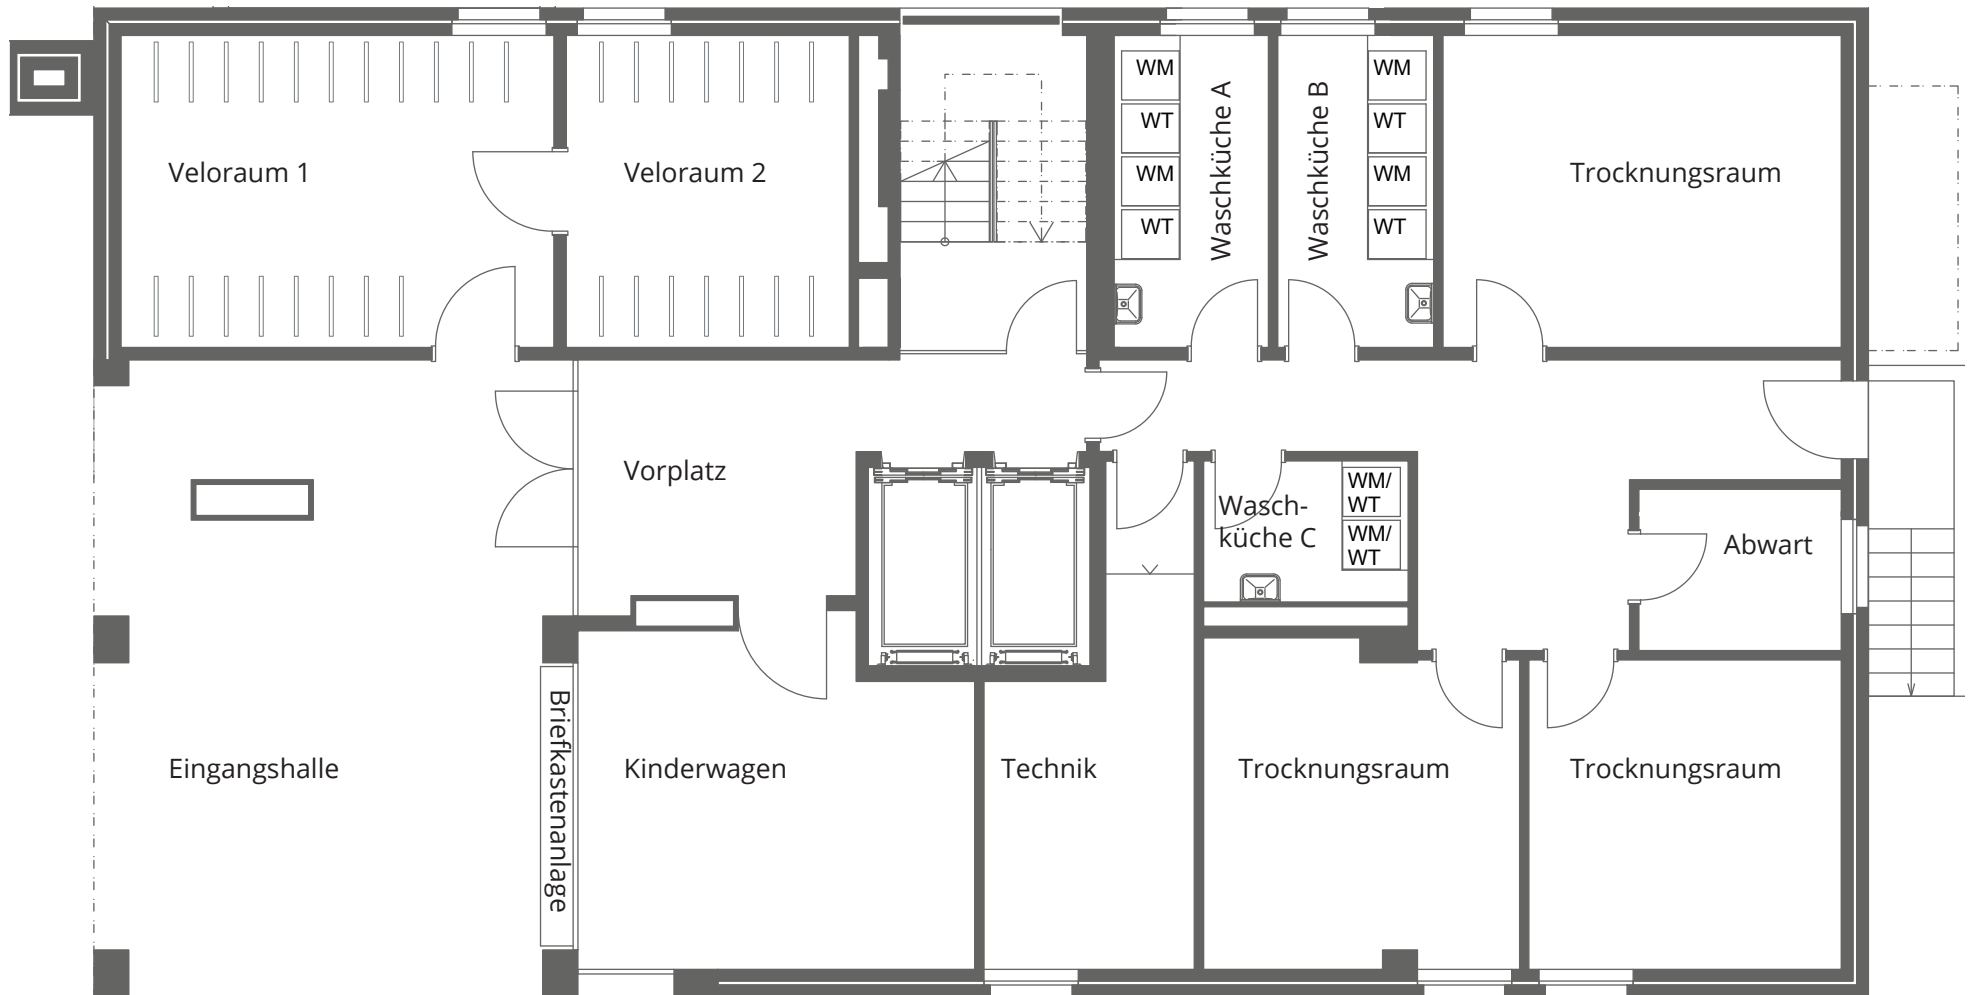 WM
WM
WT
WT
WM
WM
WT
WT
Waschküche A
Waschküche B
Veloraum 1
Veloraum 2
Trocknungsraum
Vorplatz
Wasch-
küche C
WM/
WT
WM/
WT
Abwart
Briefkastenanlage
Eingangshalle
Kinderwagen
Technik
Trocknungsraum
Trocknungsraum